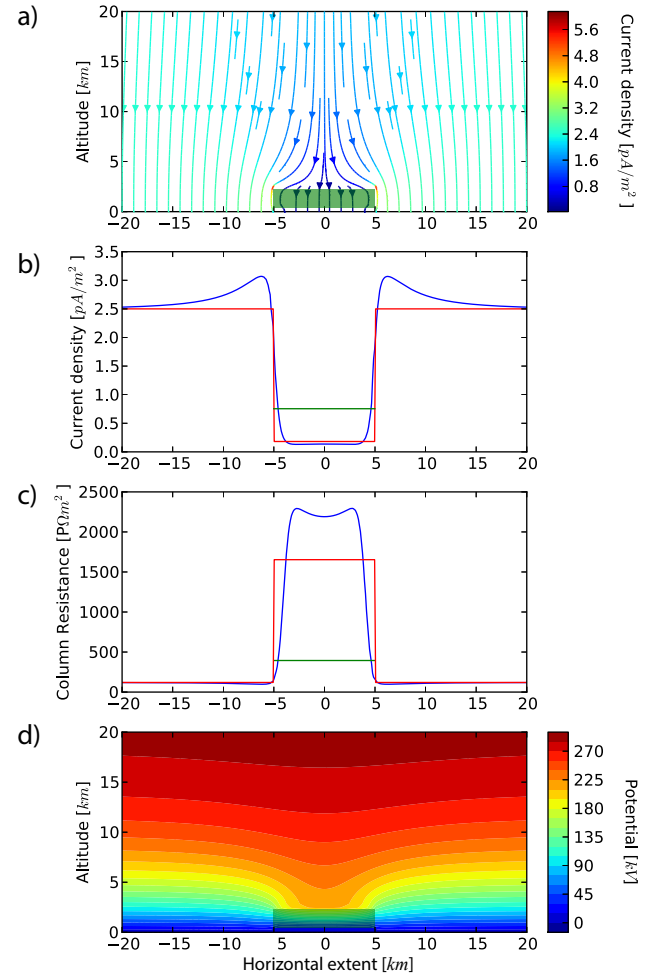 a)
20
15
10
5
0
Altitude [km]
−20 −15 −10 −5 0 5 10 15 20
5.6
4.8
4.0
3.2
2.4
1.6
0.8
Current density [pA/m²]
b)
3.5
3.0
2.5
2.0
1.5
1.0
0.5
0.0
Current density [pA/m²]
−20 −15 −10 −5 0 5 10 15 20
c)
2500
2000
1500
1000
500
0
Column Resistance [PΩm²]
−20 −15 −10 −5 0 5 10 15 20
d)
20
15
10
5
0
Altitude [km]
−20 −15 −10 −5 0 5 10 15 20
Horizontal extent [km]
270
225
180
135
90
45
0
Potential [kV]